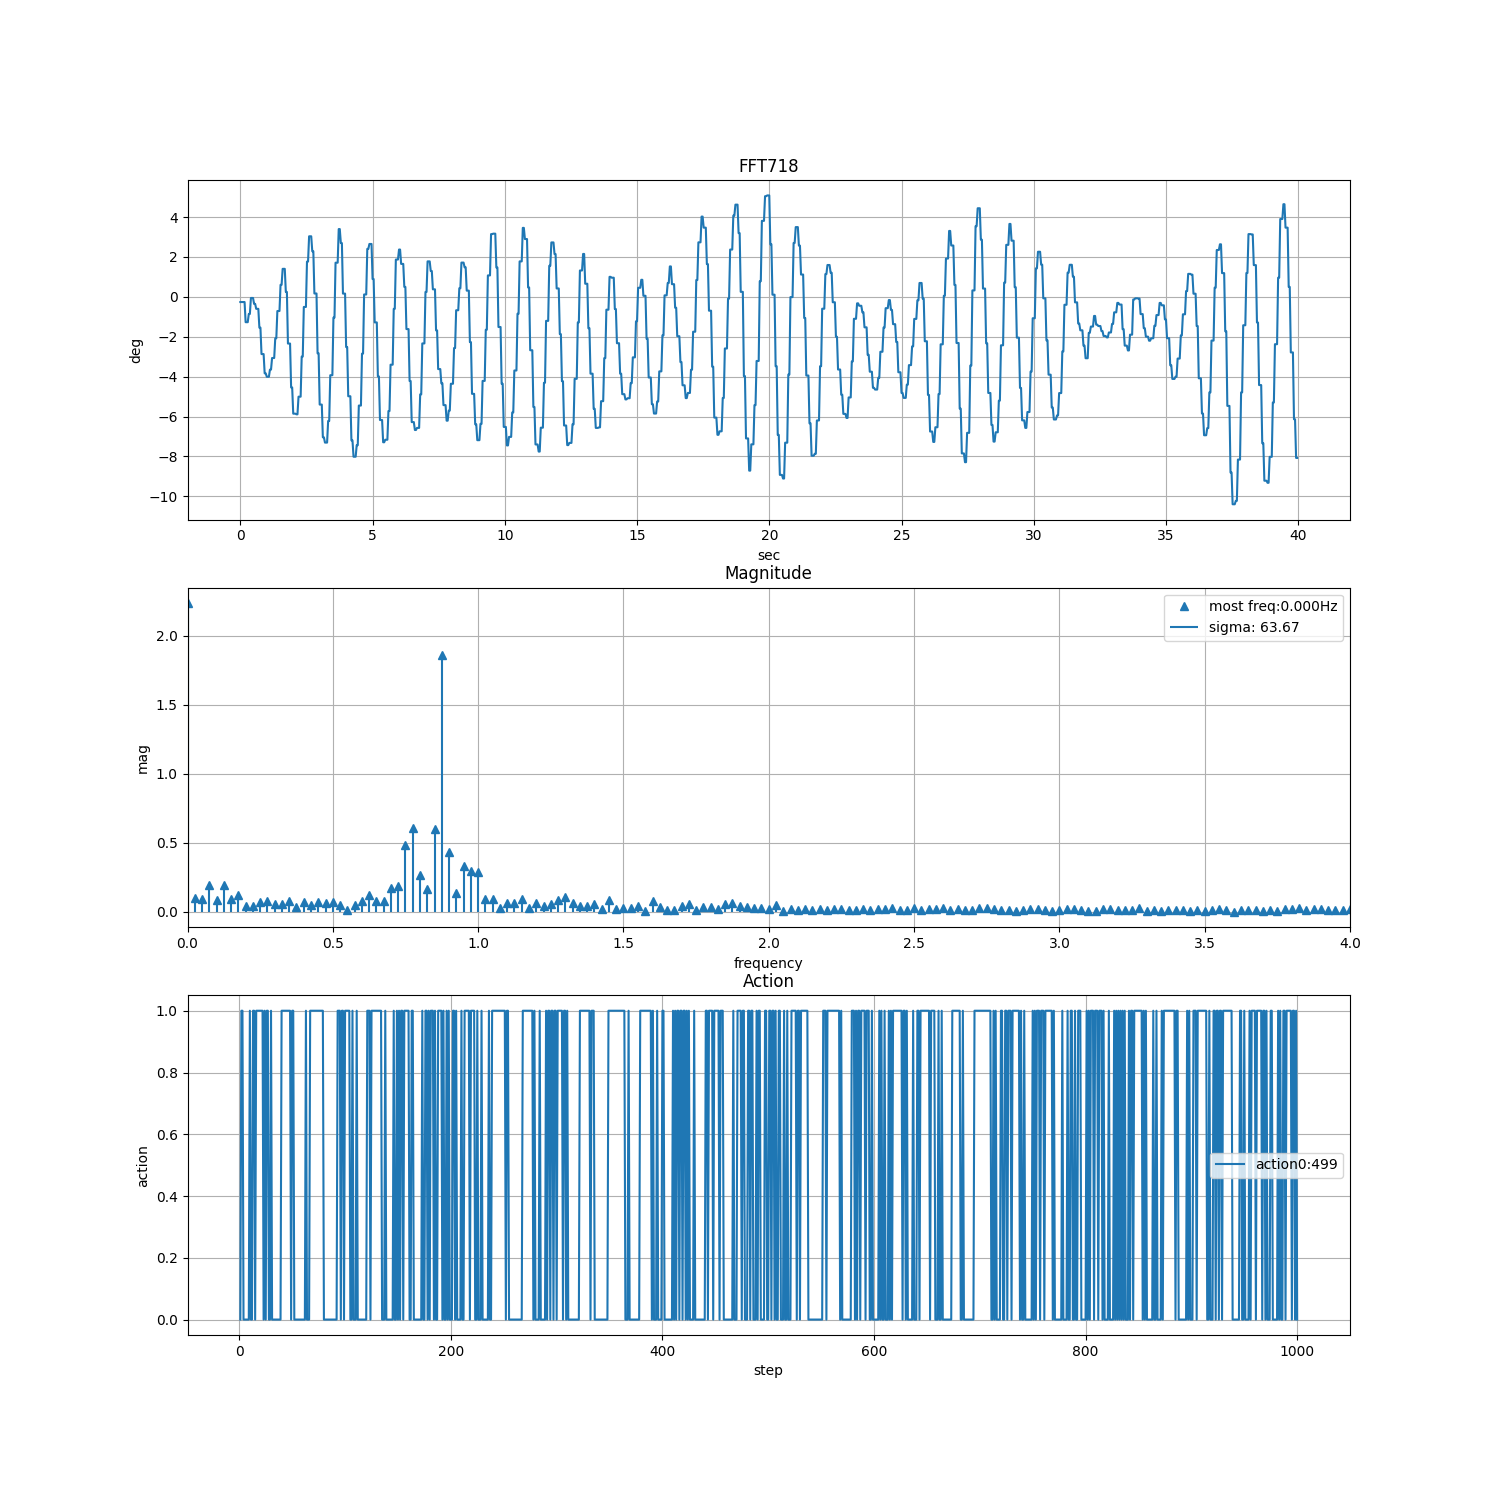 FFT718
4
2
0
−2
−4
−6
−8
−10
deg
0 5 10 15 20 25 30 35 40
sec
Magnitude
most freq:0.000Hz
sigma: 63.67
2.0
1.5
1.0
0.5
0.0
mag
0.0 0.5 1.0 1.5 2.0 2.5 3.0 3.5 4.0
frequency
Action
1.0
0.8
0.6
0.4
0.2
0.0
action
action0:499
0 200 400 600 800 1000
step